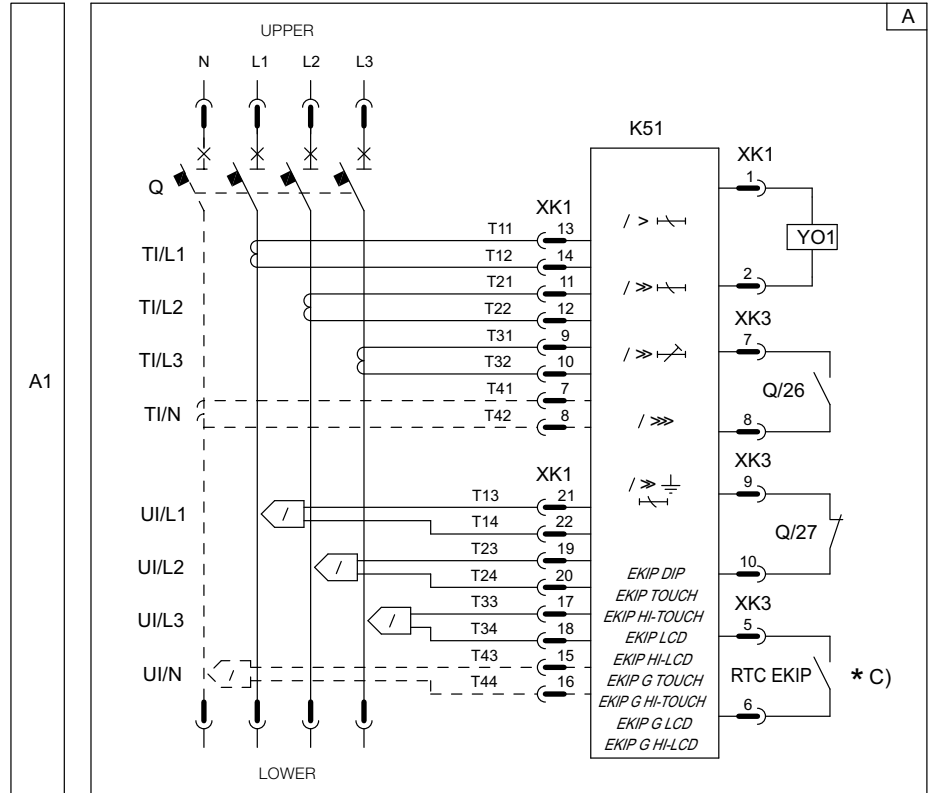 A
UPPER
N L1 L2 L3
K51
XK1
1
Q
XK1
T11 13
/ >
YO1
TI/L1
T12 14
T21 11
2
/ ≫
TI/L2
T22 12
XK3
T31 9
7
/ ≫
TI/L3
T32 10
A1
T41 7
Q/26
TI/N
T42 8
/ ⋙
8
XK3
XK1
9
/ ≫
T13 21
UI/L1
/
T14 22
Q/27
T23 19
UI/L2
/
T24 20
EKIP DIP
10
EKIP TOUCH
XK3
T33 17
EKIP HI-TOUCH
5
UI/L3
/
T34 18
EKIP LCD
T43 15
EKIP HI-LCD
RTC EKIP * C)
UI/N
/
EKIP G TOUCH
T44 16
EKIP G HI-TOUCH
6
EKIP G LCD
EKIP G HI-LCD
LOWER